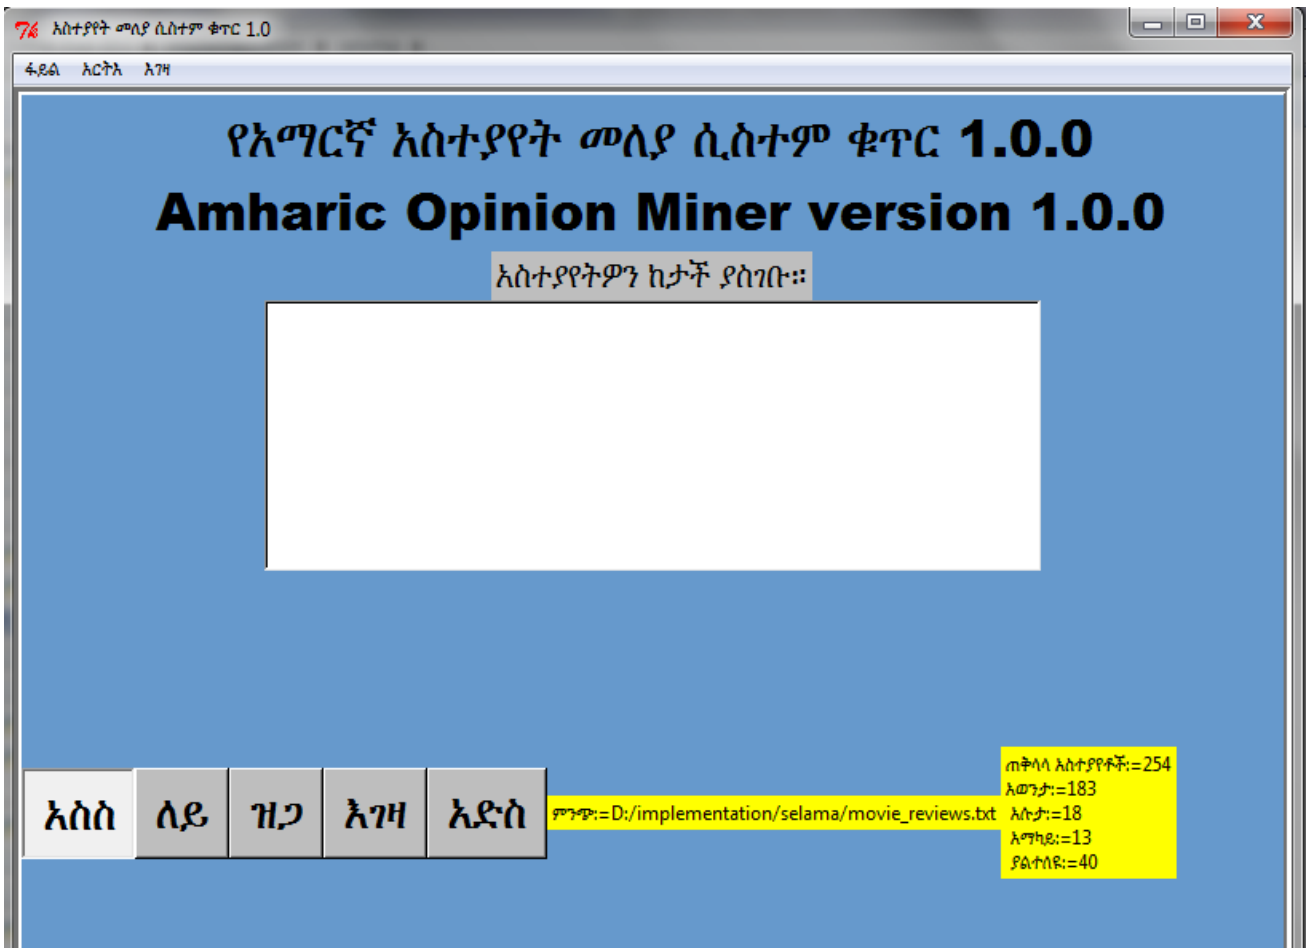 አስተያየት መለያ ሲስተም ቁጥር 1.0
ፋይል አርትእ እገዛ
የአማርኛ አስተያየት መለያ ሲስተም ቁጥር 1.0.0
Amharic Opinion Miner version 1.0.0
አስተያየትዎን ከታች ያስገቡ።
አስስ ለይ ዝጋ እገዛ አድስ
ምንጭ:=D:/implementation/selama/movie_reviews.txt
ጠቅላላ አስተያየቶች:=254
አወንታ:=183
አሉታ:=18
አማካይ:=13
ያልተለዩ:=40